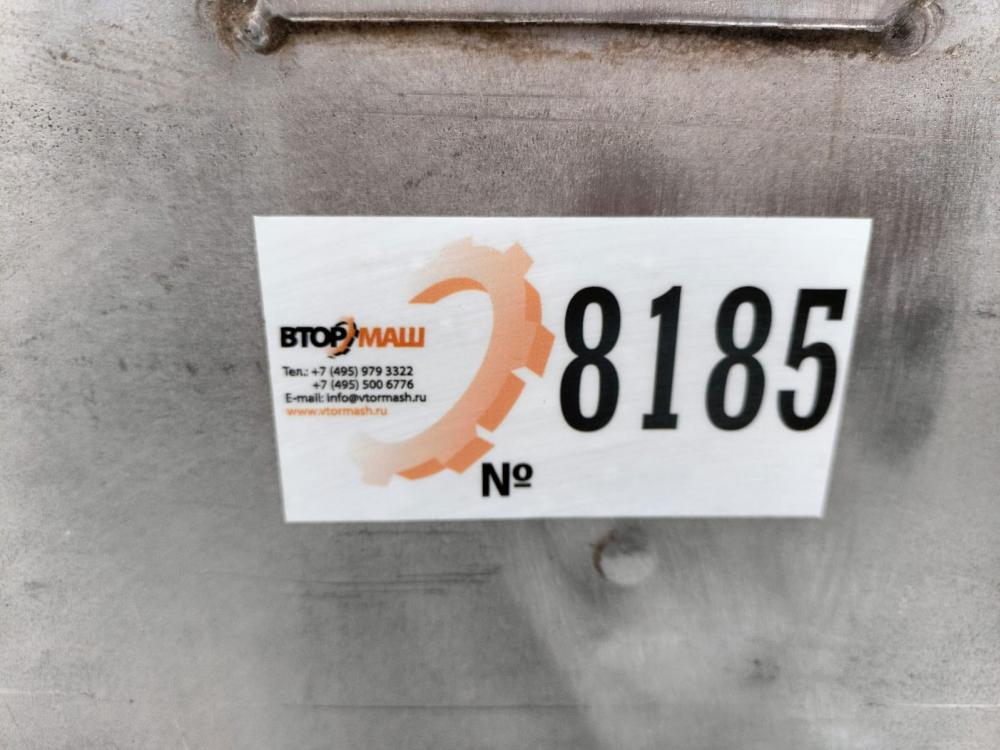 ВТОРМАШ
Тел.: +7 (495) 979 3322
+7 (495) 500 6776
E-mail: info@vtormash.ru
www.vtormash.ru
№
8185